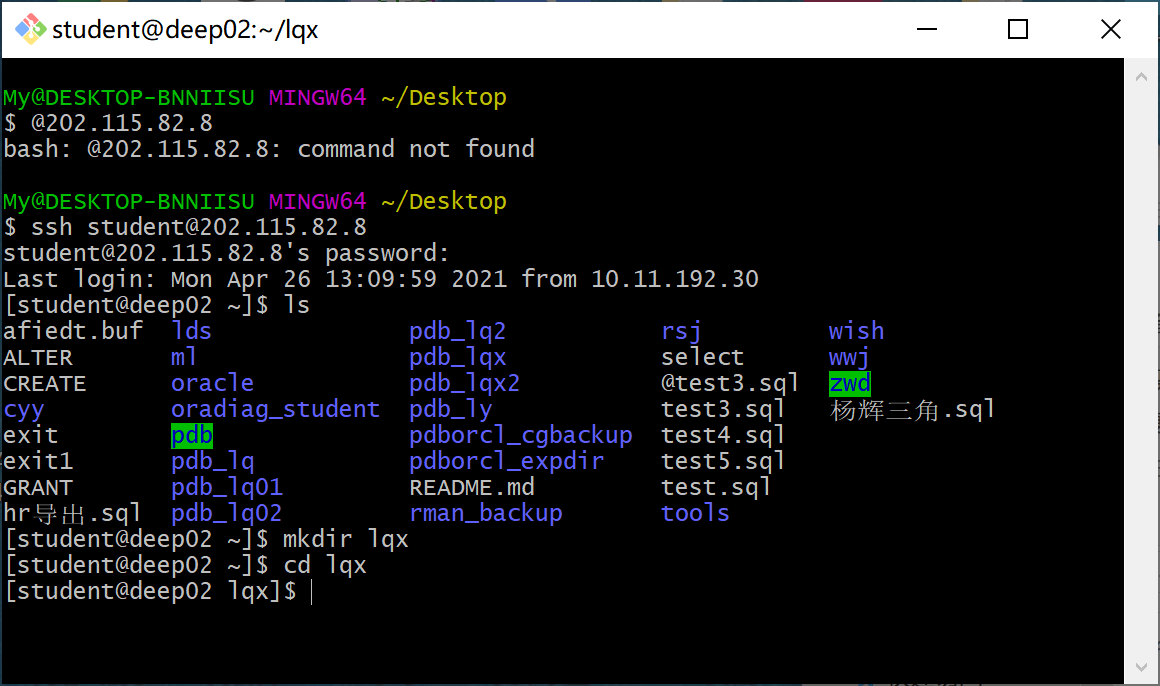 student@deep02:~/lqx
My@DESKTOP-BNNIISU MINGW64 ~/Desktop
$ @202.115.82.8
bash: @202.115.82.8: command not found
My@DESKTOP-BNNIISU MINGW64 ~/Desktop
$ ssh student@202.115.82.8
student@202.115.82.8's password:
Last login: Mon Apr 26 13:09:59 2021 from 10.11.192.30
[student@deep02 ~]$ ls
afiedt.buf lds pdb_lq2 rsj wish
ALTER ml pdb_lqx select wwj
CREATE oracle pdb_lqx2 @test3.sql zwd
cyy oradiag_student pdb_ly test3.sql 杨辉三角.sql
exit pdb pdborcl_cgbackup test4.sql
exit1 pdb_lq pdborcl_expdir test5.sql
GRANT pdb_lq01 README.md test.sql
hr导出.sql pdb_lq02 rman_backup tools
[student@deep02 ~]$ mkdir lqx
[student@deep02 ~]$ cd lqx
[student@deep02 lqx]$